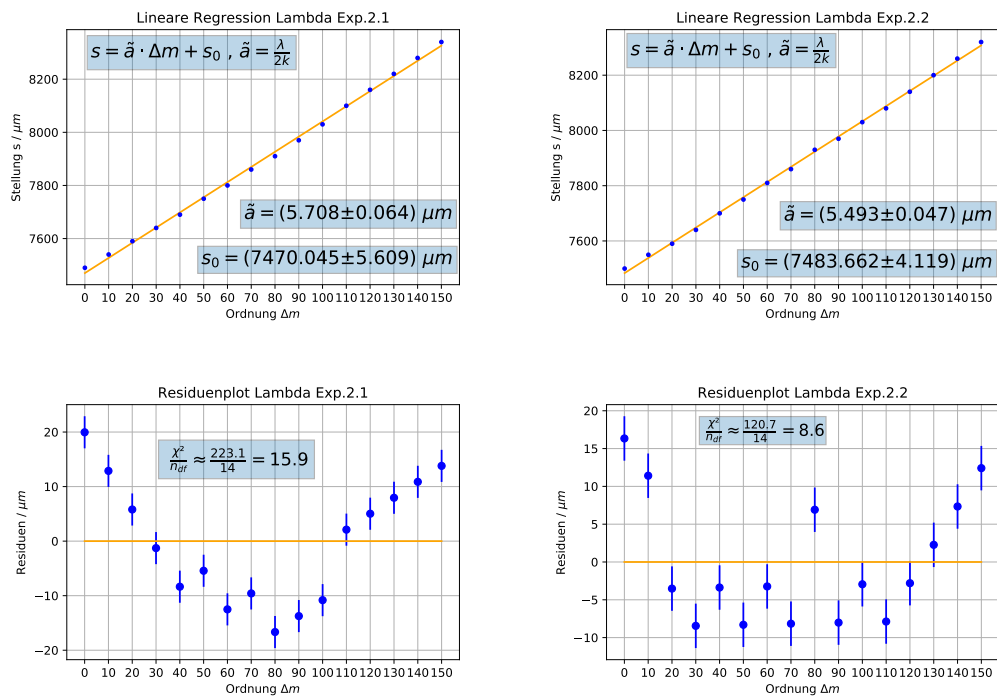 Lineare Regression Lambda Exp.2.1
s = ã · Δm + s₀ , ã = λ/2k
8200
8000
7800
7600
Stellung s / μm
ã = (5.708±0.064) μm
s₀ = (7470.045±5.609) μm
0 10 20 30 40 50 60 70 80 90 100 110 120 130 140 150
Ordnung Δm
Lineare Regression Lambda Exp.2.2
s = ã · Δm + s₀ , ã = λ/2k
8200
8000
7800
7600
Stellung s / μm
ã = (5.493±0.047) μm
s₀ = (7483.662±4.119) μm
0 10 20 30 40 50 60 70 80 90 100 110 120 130 140 150
Ordnung Δm
Residuenplot Lambda Exp.2.1
χ²/n_df ≈ 223.1/14 = 15.9
20
10
0
−10
−20
Residuen / μm
0 10 20 30 40 50 60 70 80 90 100 110 120 130 140 150
Ordnung Δm
Residuenplot Lambda Exp.2.2
χ²/n_df ≈ 120.7/14 = 8.6
20
15
10
5
0
−5
−10
Residuen / μm
0 10 20 30 40 50 60 70 80 90 100 110 120 130 140 150
Ordnung Δm